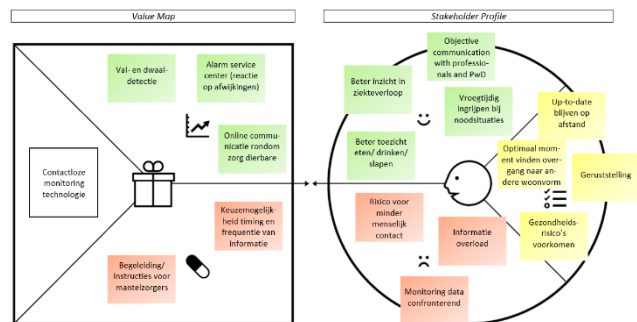 Value Map
Stakeholder Profile
Val- en dwaal-
detectie
Alarm service
center (reactie
op afwijkingen)
Online commu-
nicatie rondom
zorg dierbare
Contactloze
monitoring
technologie
Keuzemogelijk-
heid timing en
frequentie van
informatie
Begeleiding/
instructies voor
mantelzorgers
Objective
communication
with professio-
nals and PwD
Beter inzicht in
ziekteverloop
Vroegtijdig
ingrijpen bij
noodsituaties
Up-to-date
blijven op
afstand
Beter toezicht
eten/ drinken/
slapen
Optimaal mom-
ent vinden over-
gang naar an-
dere woonvorm
Geruststelling
Risico voor
minder
menselijk
contact
Informatie
overload
Gezondheids-
risico's
voorkomen
Monitoring data
confronterend